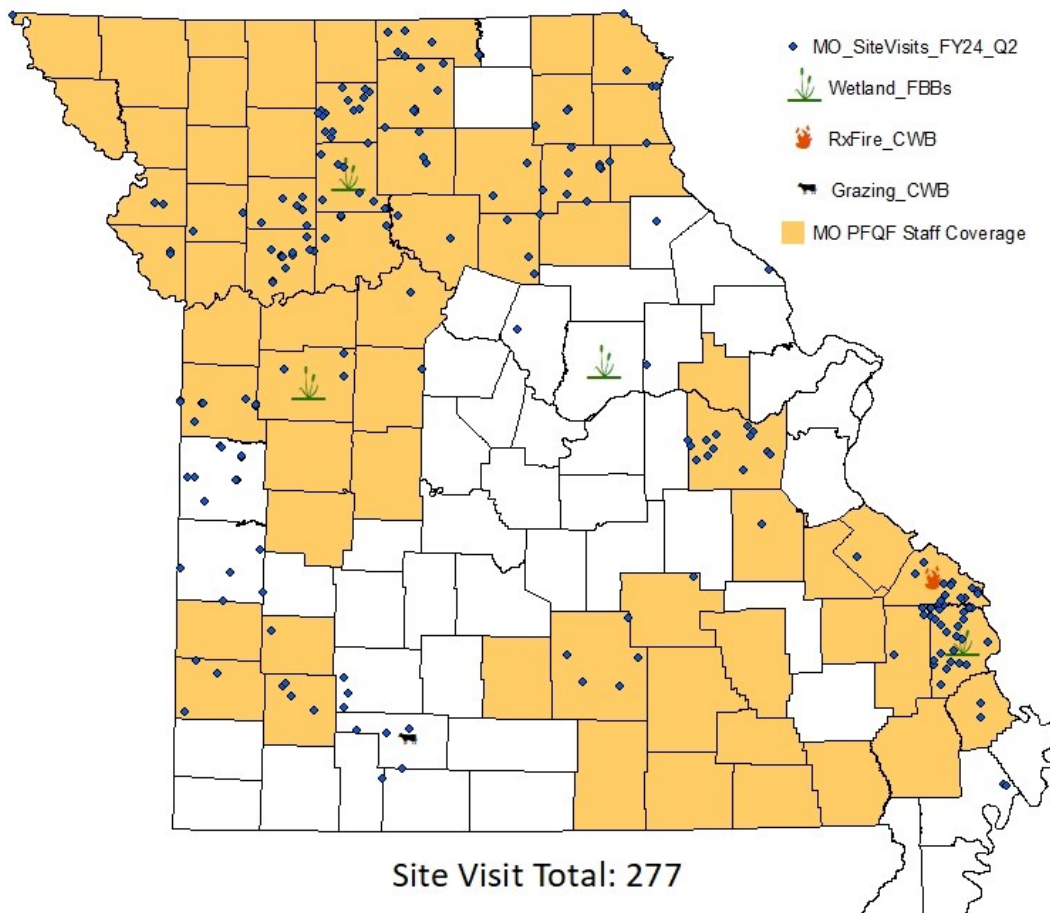 MO_SiteVisits_FY24_Q2
Wetland_FBBs
RxFire_CWB
Grazing_CWB
MO PFQF Staff Coverage
Site Visit Total: 277